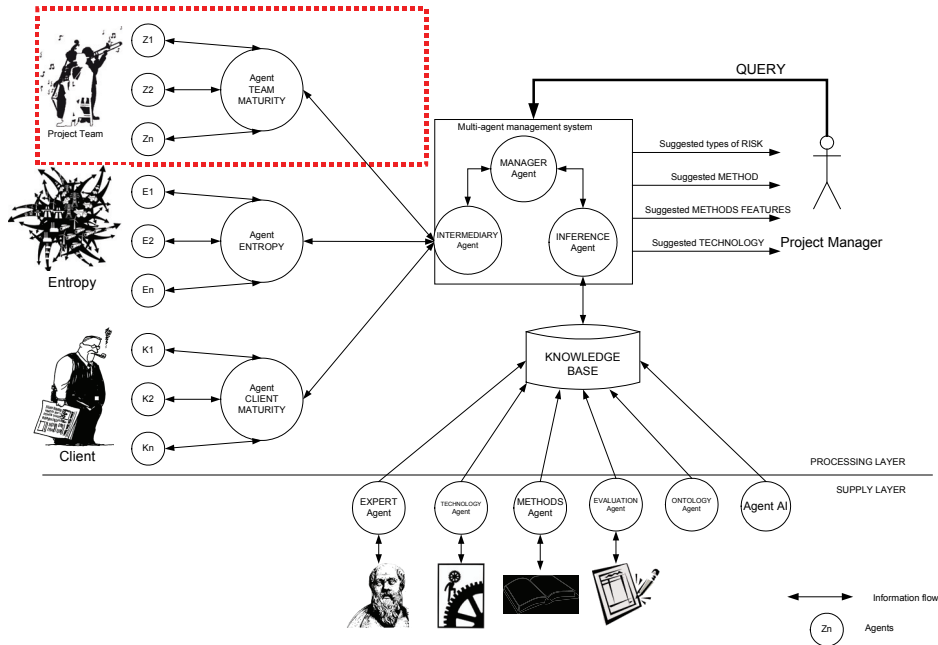 Z1
Z2
Zn
Agent
TEAM
MATURITY
Project Team
QUERY
Multi-agent management system
MANAGER
Agent
INTERMEDIARY
Agent
INFERENCE
Agent
Suggested types of RISK
Suggested METHOD
Suggested METHODS FEATURES
Suggested TECHNOLOGY
Project Manager
E1
E2
En
Agent
ENTROPY
Entropy
K1
K2
Kn
Agent
CLIENT
MATURITY
Client
KNOWLEDGE
BASE
PROCESSING LAYER
SUPPLY LAYER
EXPERT
Agent
TECHNOLOGY
Agent
METHODS
Agent
EVALUATION
Agent
ONTOLOGY
Agent
Agent AI
Information flow
Zn
Agents